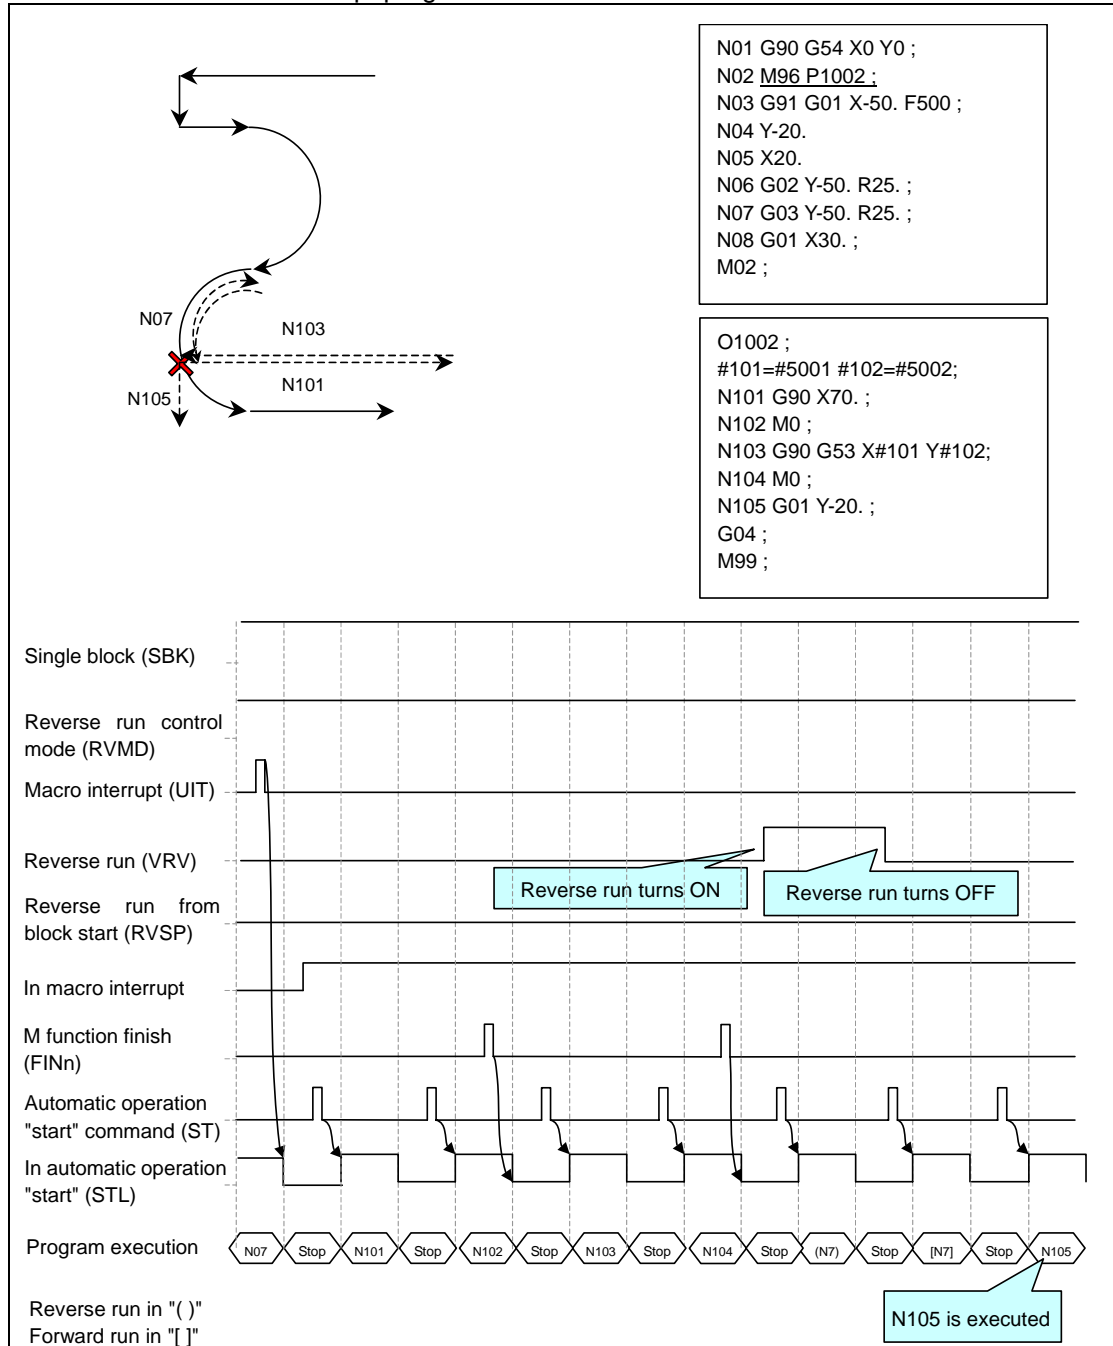 N01 G90 G54 X0 Y0 ;
N02 M96 P1002 ;
N03 G91 G01 X-50. F500 ;
N04 Y-20.
N05 X20.
N06 G02 Y-50. R25. ;
N07 G03 Y-50. R25. ;
N08 G01 X30. ;
M02 ;
N07
N103
N101
N105
O1002 ;
#101=#5001 #102=#5002;
N101 G90 X70. ;
N102 M0 ;
N103 G90 G53 X#101 Y#102;
N104 M0 ;
N105 G01 Y-20. ;
G04 ;
M99 ;
Single block (SBK)
Reverse run control
mode (RVMD)
Macro interrupt (UIT)
Reverse run (VRV)
Reverse run turns ON
Reverse run turns OFF
Reverse run from
block start (RVSP)
In macro interrupt
M function finish
(FINn)
Automatic operation
"start" command (ST)
In automatic operation
"start" (STL)
Program execution
N07 Stop N101 Stop N102 Stop N103 Stop N104 Stop (N7) Stop [N7] Stop N105
N105 is executed
Reverse run in "( )"
Forward run in "[ ]"